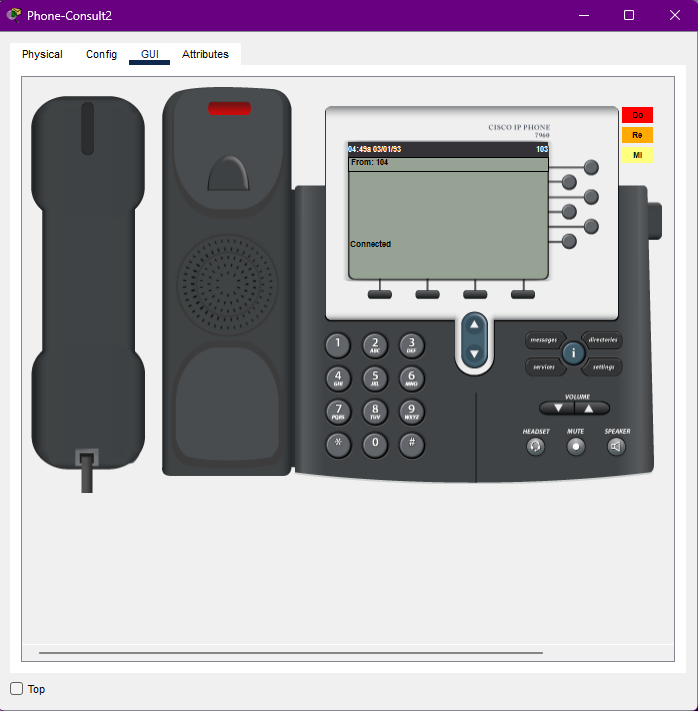 Phone-Consult2
Physical Config GUI Attributes
CISCO IP PHONE
7960
04:49a 03/01/93 103
From: 104
Connected
Do
Re
MI
1 2 ABC 3 DEF
4 GHI 5 JKL 6 MNO
7 PQRS 8 TUV 9 WXYZ
* 0 #
messages directories
i
services settings
VOLUME
HEADSET MUTE SPEAKER
Top